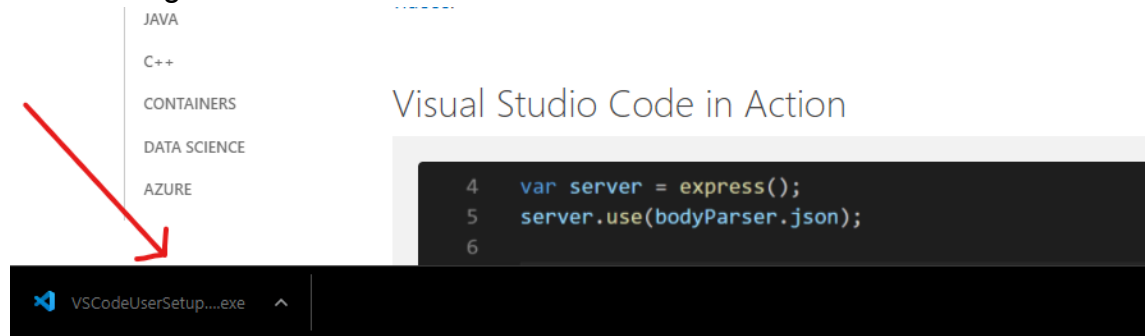 JAVA
C++
CONTAINERS
DATA SCIENCE
AZURE
Visual Studio Code in Action
4 var server = express();
5 server.use(bodyParser.json);
6
VSCodeUserSetup....exe